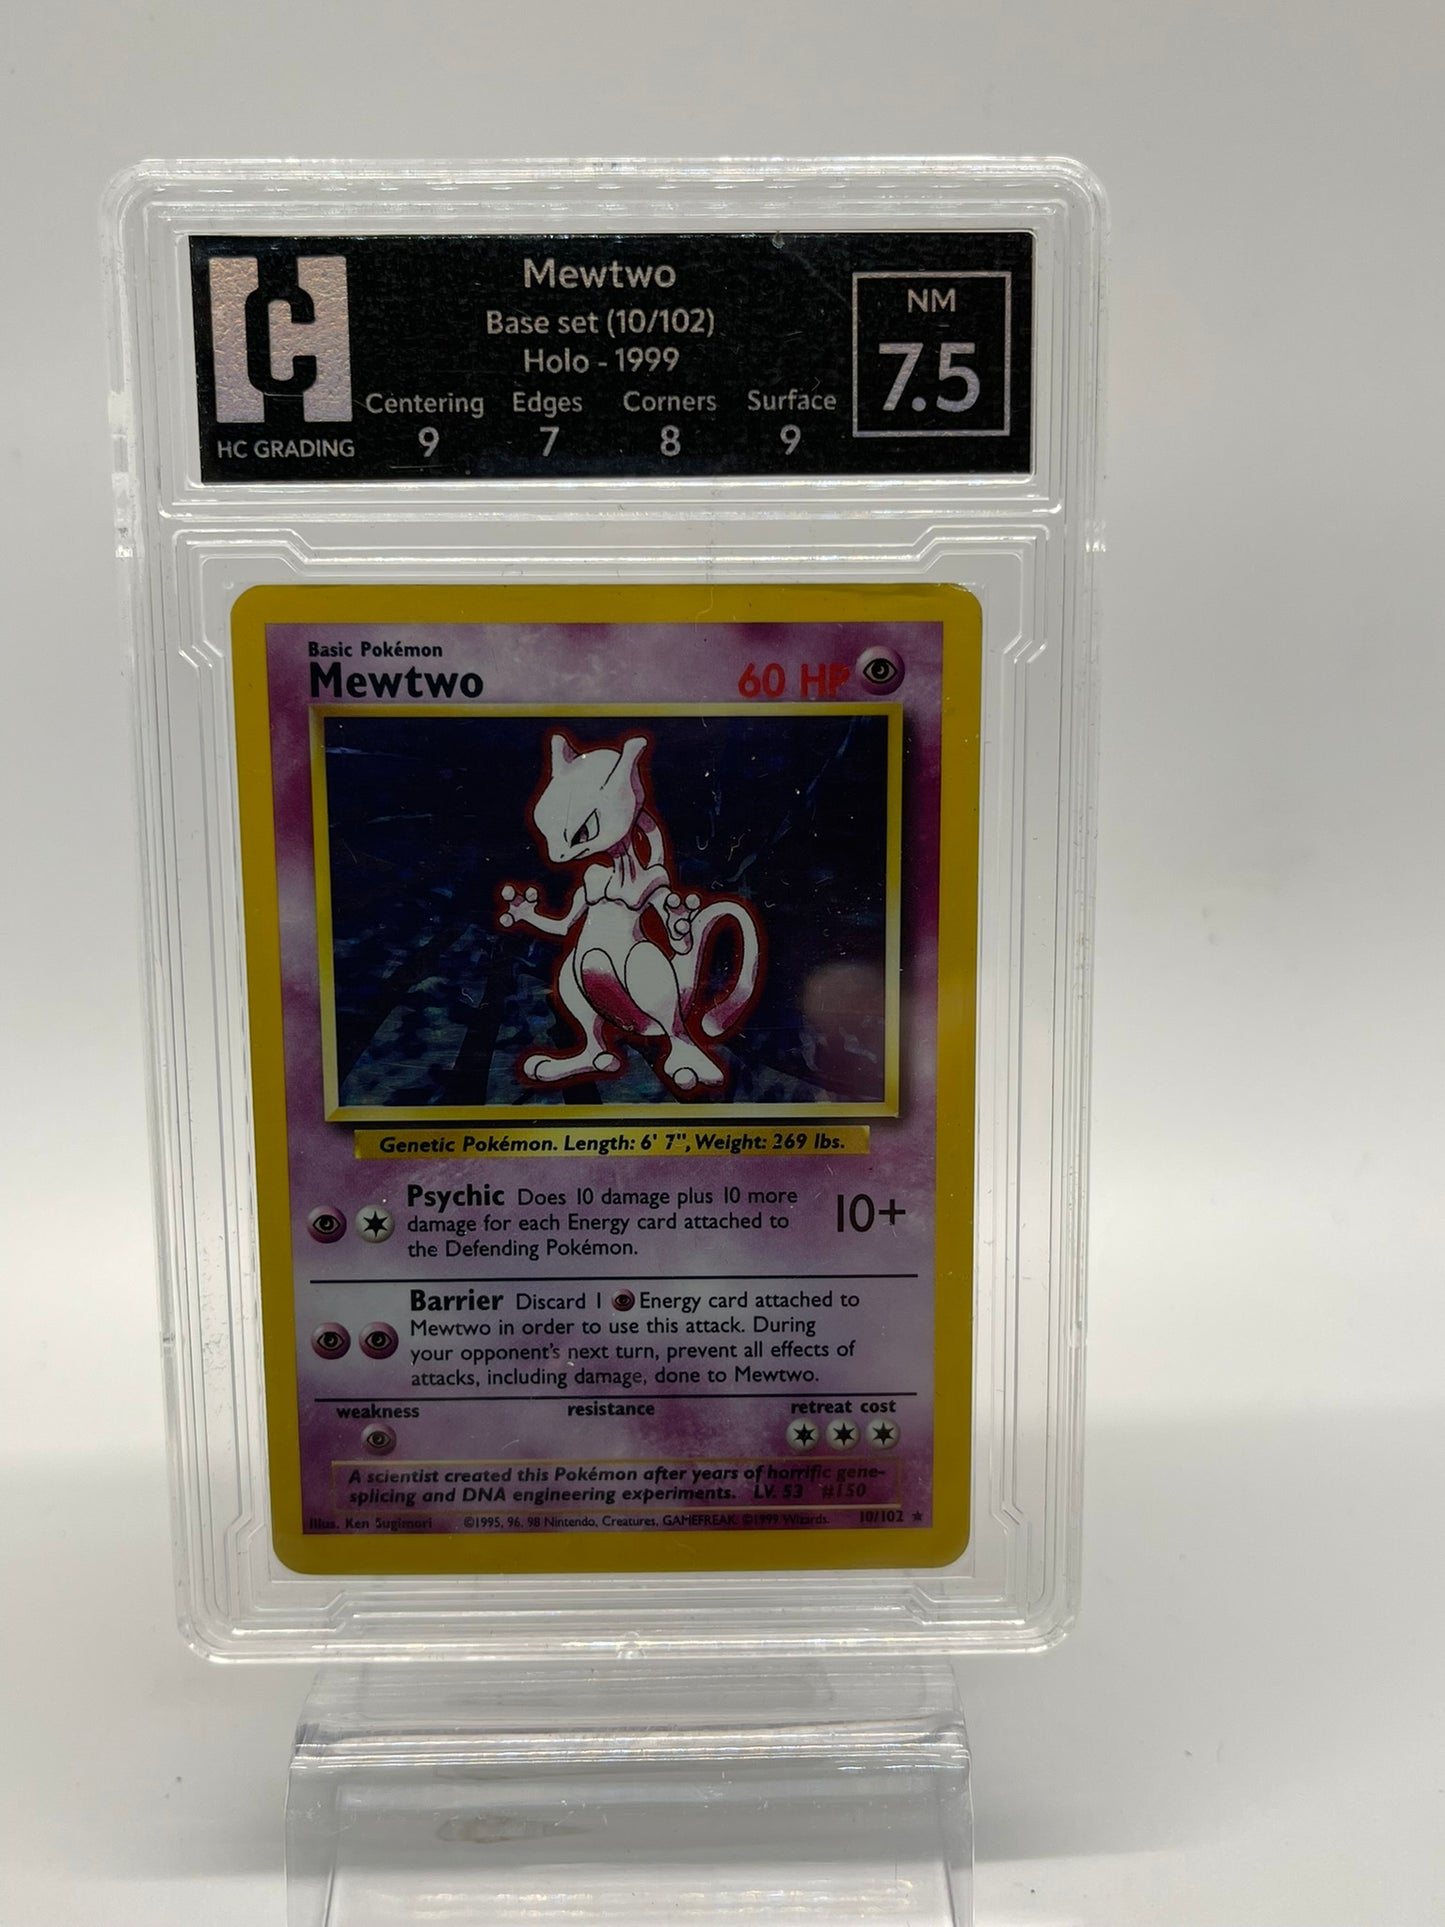 HC GRADING
Mewtwo
Base set (10/102)
Holo - 1999
Centering Edges Corners Surface
9 7 8 9
NM
7.5
Basic Pokémon
Mewtwo
60 HP
Genetic Pokémon. Length: 6' 7", Weight: 269 lbs.
Psychic Does 10 damage plus 10 more
damage for each Energy card attached to
the Defending Pokémon.
10+
Barrier Discard 1 Energy card attached to
Mewtwo in order to use this attack. During
your opponent's next turn, prevent all effects of
attacks, including damage, done to Mewtwo.
weakness resistance retreat cost
A scientist created this Pokémon after years of horrific gene-
splicing and DNA engineering experiments. LV. 53 #150
Illus. Ken Sugimori ©1995, 96, 98 Nintendo, Creatures, GAMEFREAK. ©1999 Wizards. 10/102 ★